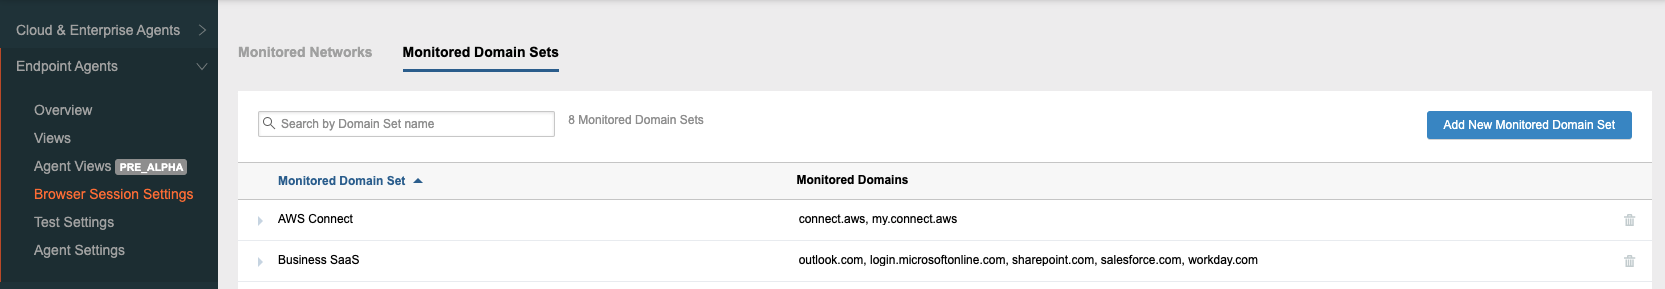 Cloud & Enterprise Agents
Endpoint Agents
Overview
Views
Agent Views PRE_ALPHA
Browser Session Settings
Test Settings
Agent Settings
Monitored Networks Monitored Domain Sets
Search by Domain Set name 8 Monitored Domain Sets Add New Monitored Domain Set
Monitored Domain Set Monitored Domains
AWS Connect connect.aws, my.connect.aws
Business SaaS outlook.com, login.microsoftonline.com, sharepoint.com, salesforce.com, workday.com